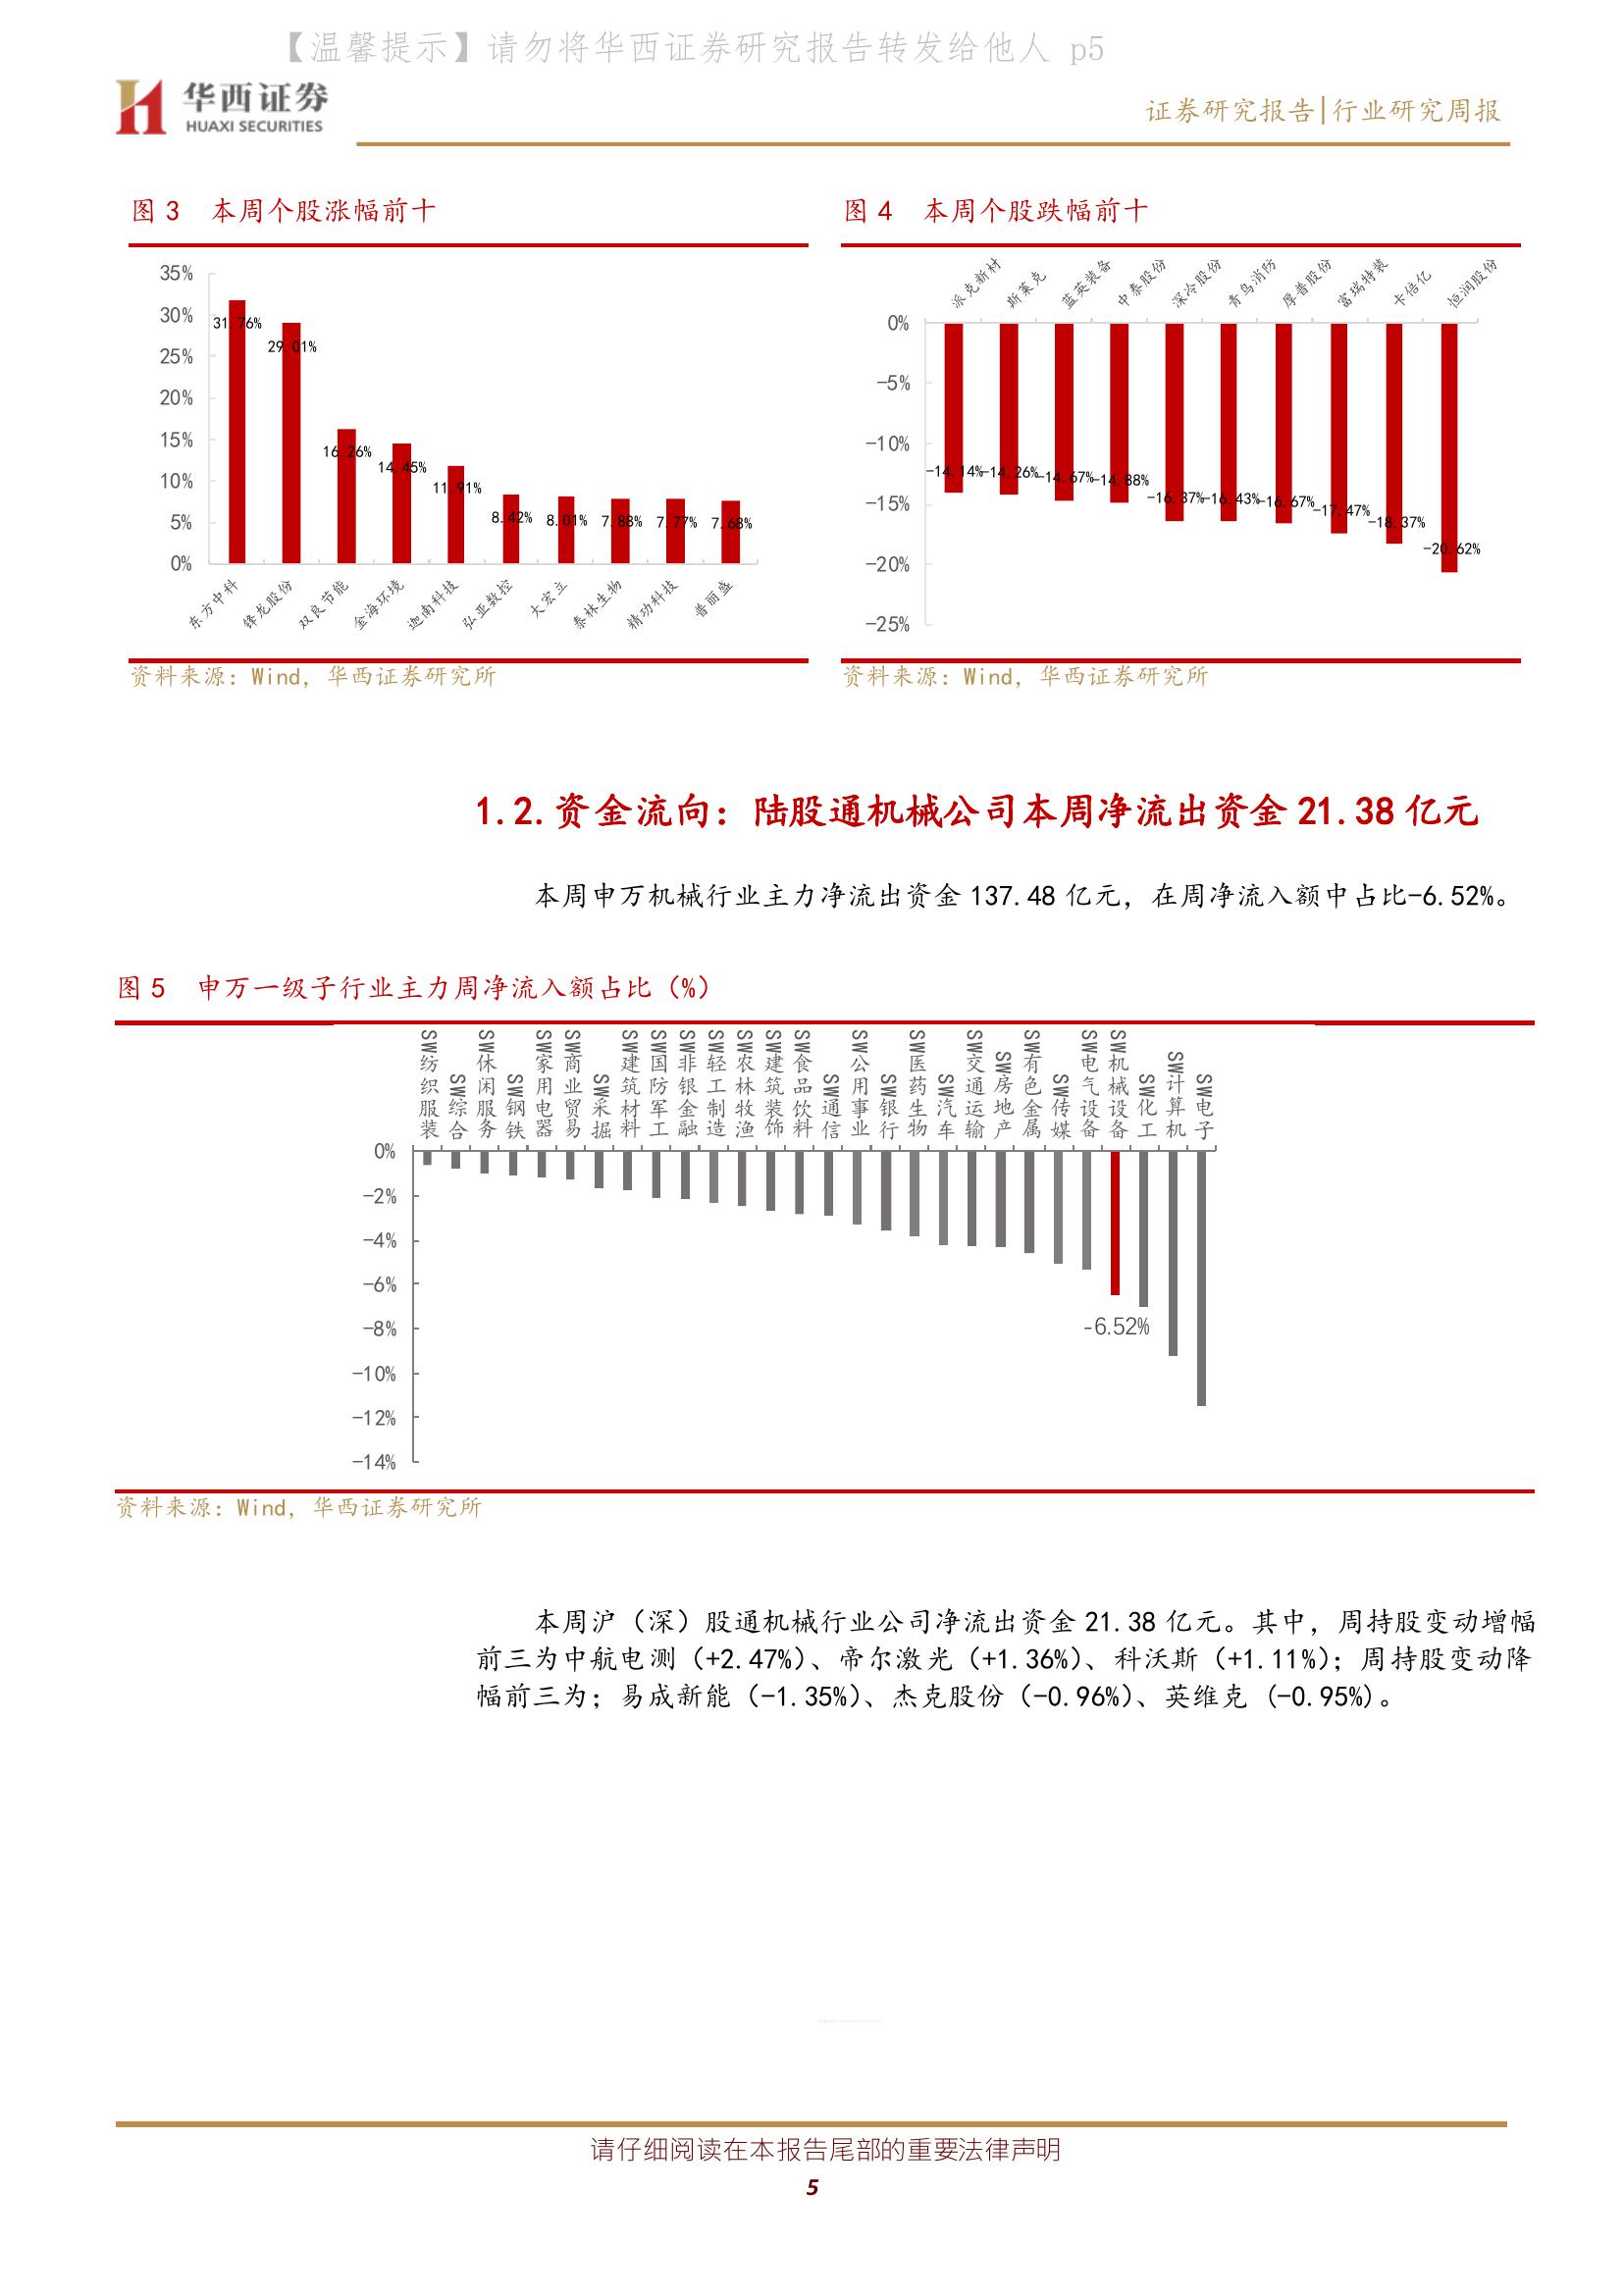 【温馨提示】请勿将华西证券研究报告转发给他人 p5
华西证券
HUAXI SECURITIES
证券研究报告|行业研究周报
图 3 本周个股涨幅前十
35%
30%
25%
20%
15%
10%
5%
0%
31.76%
29.01%
16.26%
14.45%
11.91%
8.42%
8.01%
7.88%
7.77%
7.68%
东方中科
锋龙股份
双良节能
金海环境
迦南科技
弘亚数控
大宏立
泰林生物
精功科技
普丽盛
资料来源：Wind，华西证券研究所
图 4 本周个股跌幅前十
派克新材
斯莱克
蓝英装备
中泰股份
深冷股份
青鸟消防
厚普股份
富瑞特装
卡倍亿
恒润股份
0%
-5%
-10%
-15%
-20%
-25%
-14.14%
-14.26%
-14.67%
-14.88%
-16.37%
-16.43%
-16.67%
-17.47%
-18.37%
-20.62%
资料来源：Wind，华西证券研究所
1.2.资金流向：陆股通机械公司本周净流出资金 21.38 亿元
本周申万机械行业主力净流出资金 137.48 亿元，在周净流入额中占比-6.52%。
图 5 申万一级子行业主力周净流入额占比（%）
SW纺织服装
SW综合
SW休闲服务
SW钢铁
SW家用电器
SW商业贸易
SW采掘
SW建筑材料
SW国防军工
SW非银金融
SW轻工制造
SW农林牧渔
SW建筑装饰
SW食品饮料
SW通信
SW公用事业
SW银行
SW医药生物
SW汽车
SW交通运输
SW房地产
SW有色金属
SW传媒
SW电气设备
SW机械设备
SW化工
SW计算机
SW电子
0%
-2%
-4%
-6%
-8%
-10%
-12%
-14%
-6.52%
资料来源：Wind，华西证券研究所
本周沪（深）股通机械行业公司净流出资金 21.38 亿元。其中，周持股变动增幅
前三为中航电测（+2.47%）、帝尔激光（+1.36%）、科沃斯（+1.11%）；周持股变动降
幅前三为；易成新能（-1.35%）、杰克股份（-0.96%）、英维克 (-0.95%)。
请仔细阅读在本报告尾部的重要法律声明
5